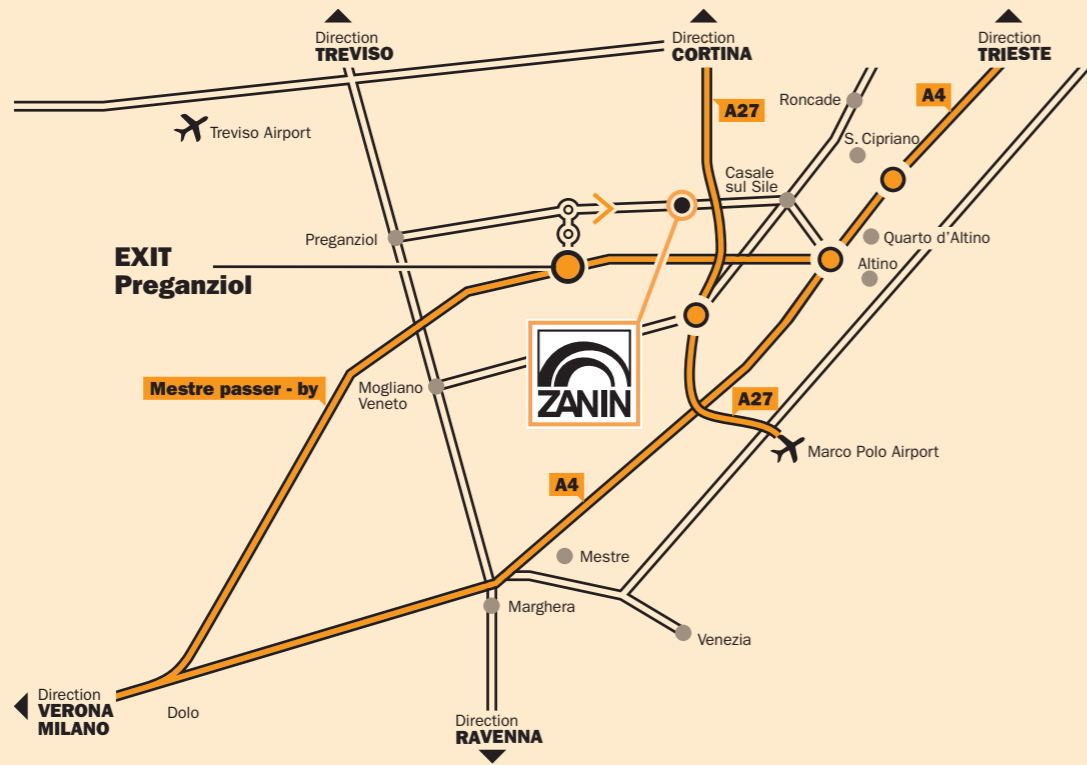 Direction
TREVISO
Direction
CORTINA
Direction
TRIESTE
Treviso Airport
A27
Roncade
A4
S. Cipriano
Casale
sul Sile
Preganziol
Quarto d'Altino
Altino
EXIT
Preganziol
Mestre passer - by
Mogliano
Veneto
ZANIN
A27
Marco Polo Airport
A4
Mestre
Marghera
Venezia
Direction
VERONA
MILANO
Dolo
Direction
RAVENNA